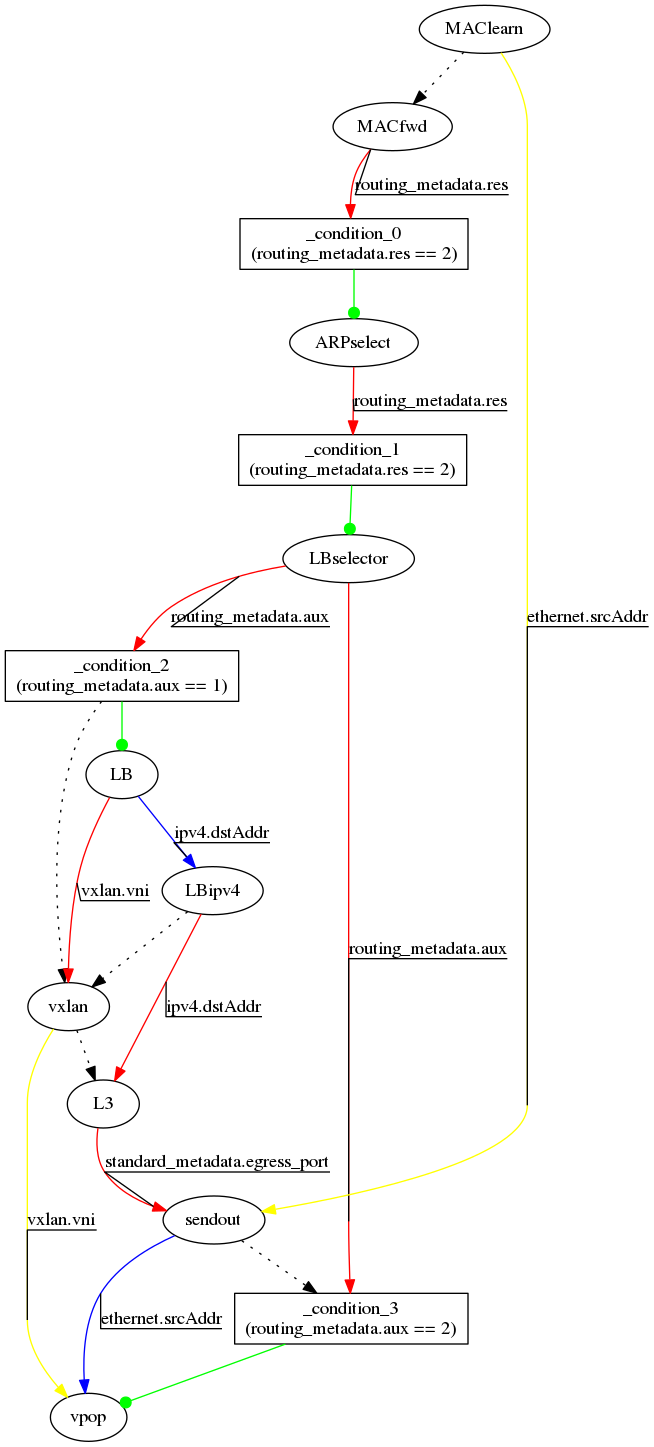 MAClearn
MACfwd
routing_metadata.res
_condition_0
(routing_metadata.res == 2)
ARPselect
routing_metadata.res
_condition_1
(routing_metadata.res == 2)
LBselector
routing_metadata.aux
ethernet.srcAddr
_condition_2
(routing_metadata.aux == 1)
LB
ipv4.dstAddr
vxlan.vni
LBipv4
routing_metadata.aux
vxlan
ipv4.dstAddr
L3
standard_metadata.egress_port
vxlan.vni
sendout
ethernet.srcAddr
_condition_3
(routing_metadata.aux == 2)
vpop